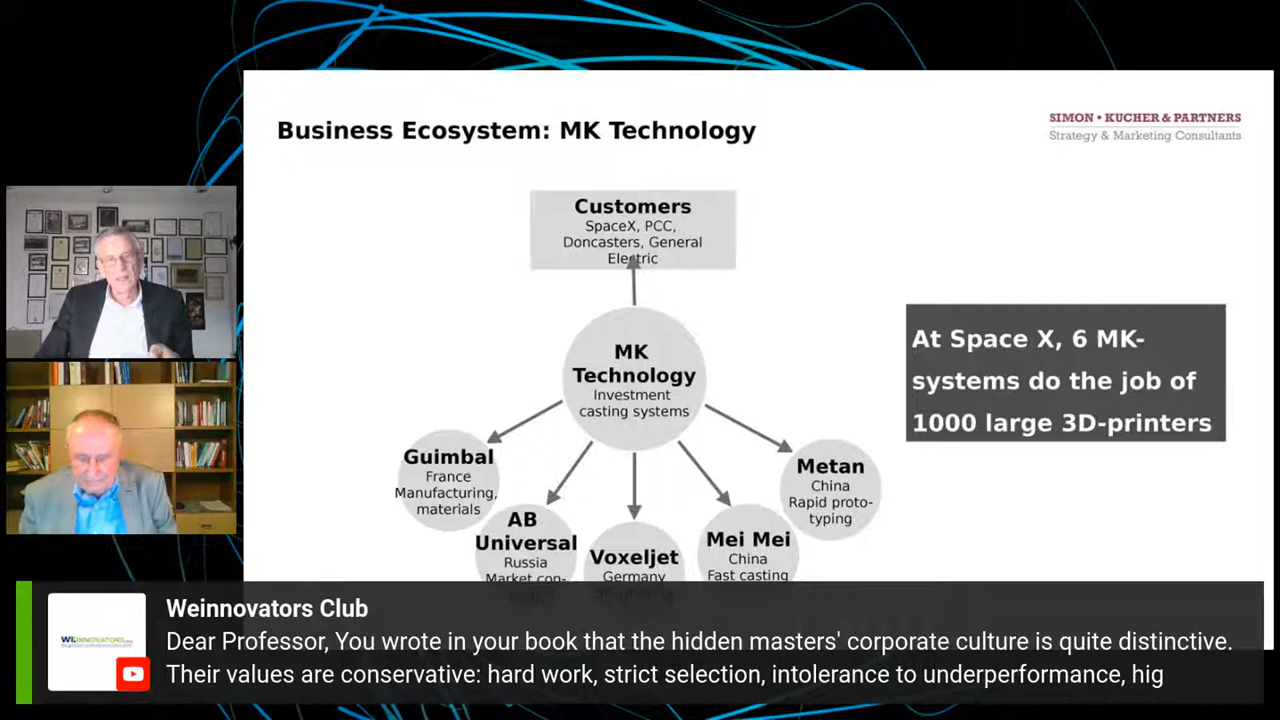 Business Ecosystem: MK Technology
SIMON • KUCHER & PARTNERS
Strategy & Marketing Consultants
Customers
SpaceX, PCC,
Doncasters, General
Electric
MK
Technology
Investment
casting systems
At Space X, 6 MK-
systems do the job of
1000 large 3D-printers
Guimbal
France
Manufacturing,
materials
AB
Universal
Russia
Market con-
Voxeljet
Germany
Mei Mei
China
Fast casting
Metan
China
Rapid proto-
typing
Weinnovators Club
Dear Professor, You wrote in your book that the hidden masters' corporate culture is quite distinctive.
Their values are conservative: hard work, strict selection, intolerance to underperformance, hig